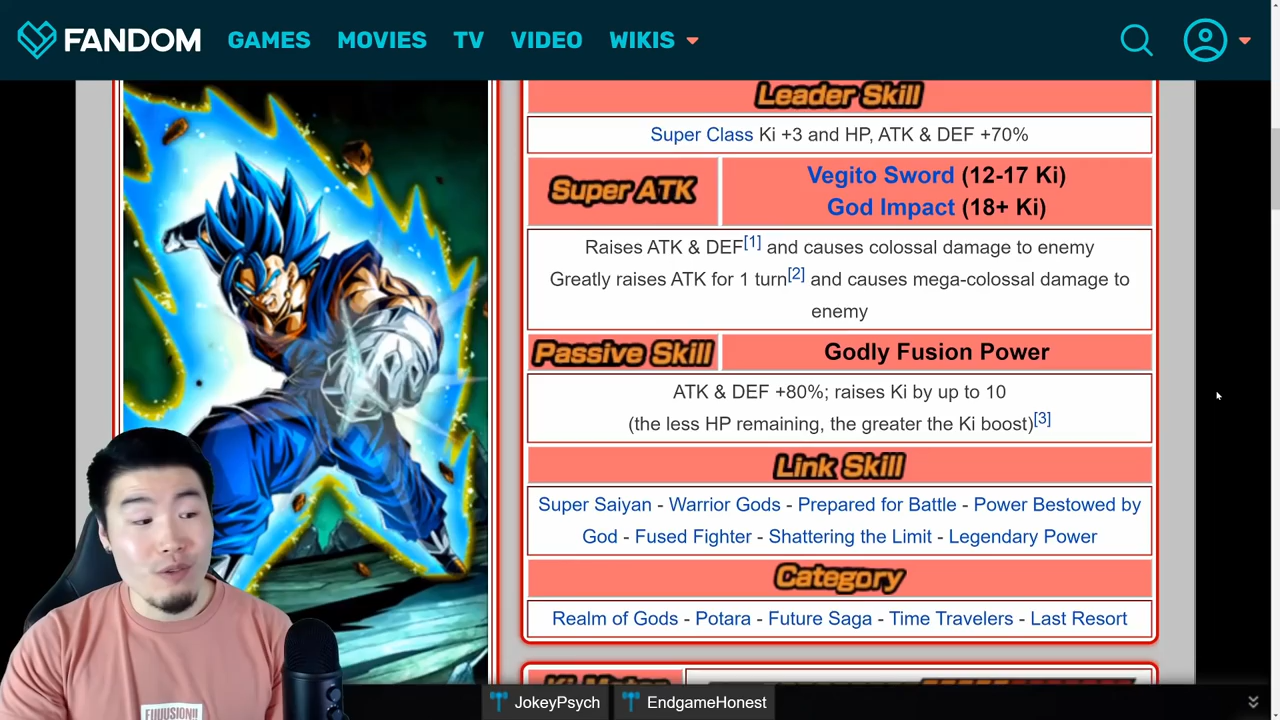 FANDOM GAMES MOVIES TV VIDEO WIKIS
Leader Skill
Super Class Ki +3 and HP, ATK & DEF +70%
Super ATK
Vegito Sword (12-17 Ki)
God Impact (18+ Ki)
Raises ATK & DEF[1] and causes colossal damage to enemy
Greatly raises ATK for 1 turn[2] and causes mega-colossal damage to
enemy
Passive Skill
Godly Fusion Power
ATK & DEF +80%; raises Ki by up to 10
(the less HP remaining, the greater the Ki boost)[3]
Link Skill
Super Saiyan - Warrior Gods - Prepared for Battle - Power Bestowed by
God - Fused Fighter - Shattering the Limit - Legendary Power
Category
Realm of Gods - Potara - Future Saga - Time Travelers - Last Resort
Ki Meter
JokeyPsych
EndgameHonest